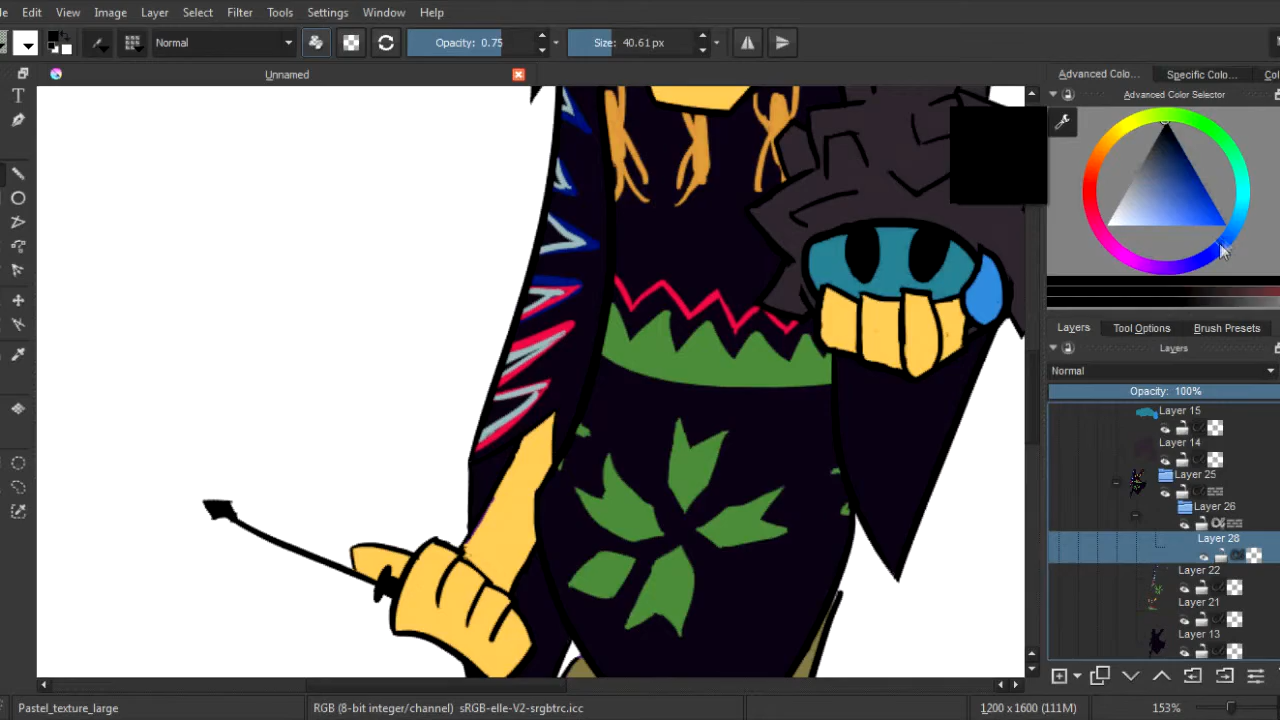 Edit View Image Layer Select Filter Tools Settings Window Help
Normal Opacity: 0.75 Size: 40.61 px
Unnamed
Advanced Colo... Specific Colo...
Advanced Color Selector
Layers Tool Options Brush Presets
Layers
Normal
Opacity: 100%
Layer 15
Layer 14
Layer 25
Layer 26
Layer 28
Layer 22
Layer 21
Layer 13
Pastel_texture_large RGB (8-bit integer/channel) sRGB-elle-V2-srgbtrc.icc 1200 x 1600 (111M) 153%